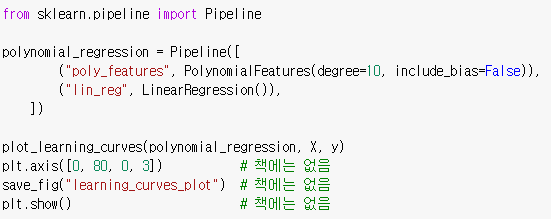 from sklearn.pipeline import Pipeline
polynomial_regression = Pipeline([
("poly_features", PolynomialFeatures(degree=10, include_bias=False)),
("lin_reg", LinearRegression()),
])
plot_learning_curves(polynomial_regression, X, y)
plt.axis([0, 80, 0, 3]) # 책에는 없음
save_fig("learning_curves_plot") # 책에는 없음
plt.show() # 책에는 없음